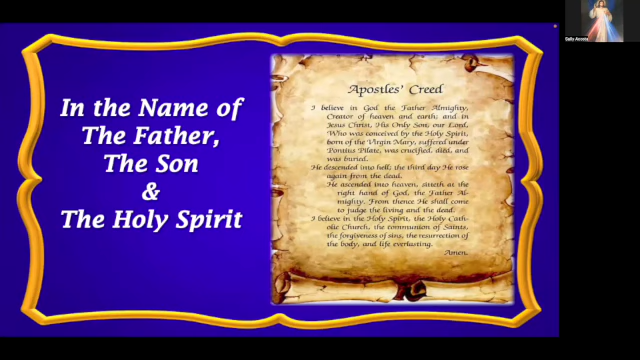 In the Name of
The Father,
The Son
&
The Holy Spirit
Apostles' Creed
I believe in God the Father Almighty,
Creator of heaven and earth; and in
Jesus Christ, His Only Son, our Lord,
Who was conceived by the Holy Spirit,
born of the Virgin Mary, suffered under
Pontius Pilate, was crucified, died, and
was buried.
He descended into hell; the third day He rose
again from the dead.
He ascended into heaven, sitteth at the
right hand of God, the Father Al-
mighty. From thence He shall come
to judge the living and the dead.
I believe in the Holy Spirit, the Holy Cath-
olic Church, the communion of Saints,
the forgiveness of sins, the resurrection of
the body, and life everlasting.
Amen.
Sally